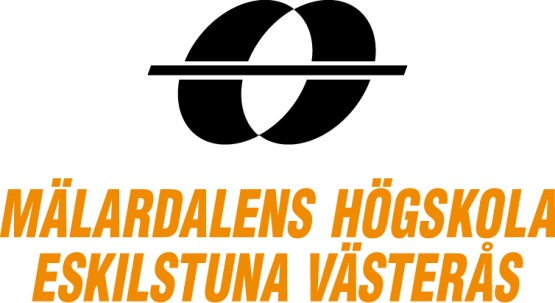 MÄLARDALENS HÖGSKOLA
ESKILSTUNA VÄSTERÅS